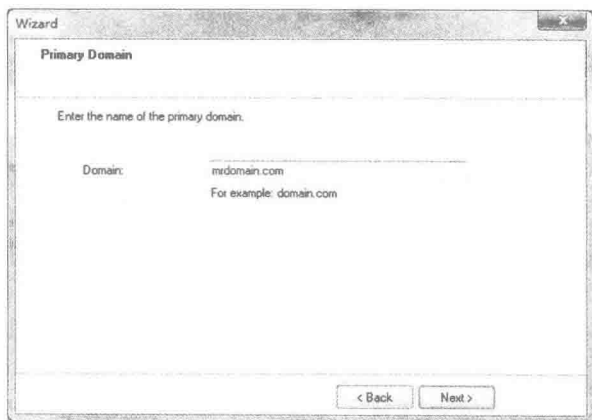 Wizard
Primary Domain
Enter the name of the primary domain.
Domain:
mrdomain.com
For example: domain.com
< Back
Next >